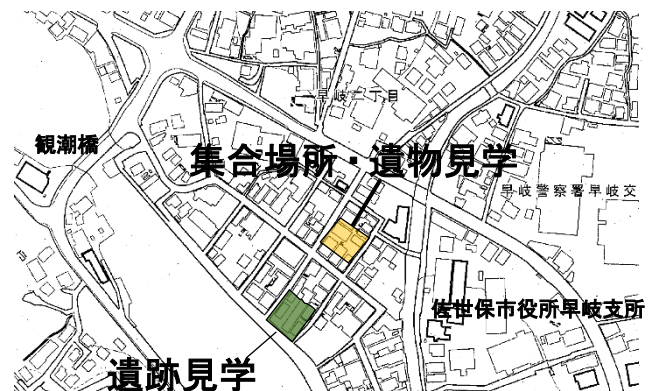 早岐二丁目
観潮橋
集合場所・遺物見学
早岐警察署早岐交
佐世保市役所早岐支所
遺跡見学